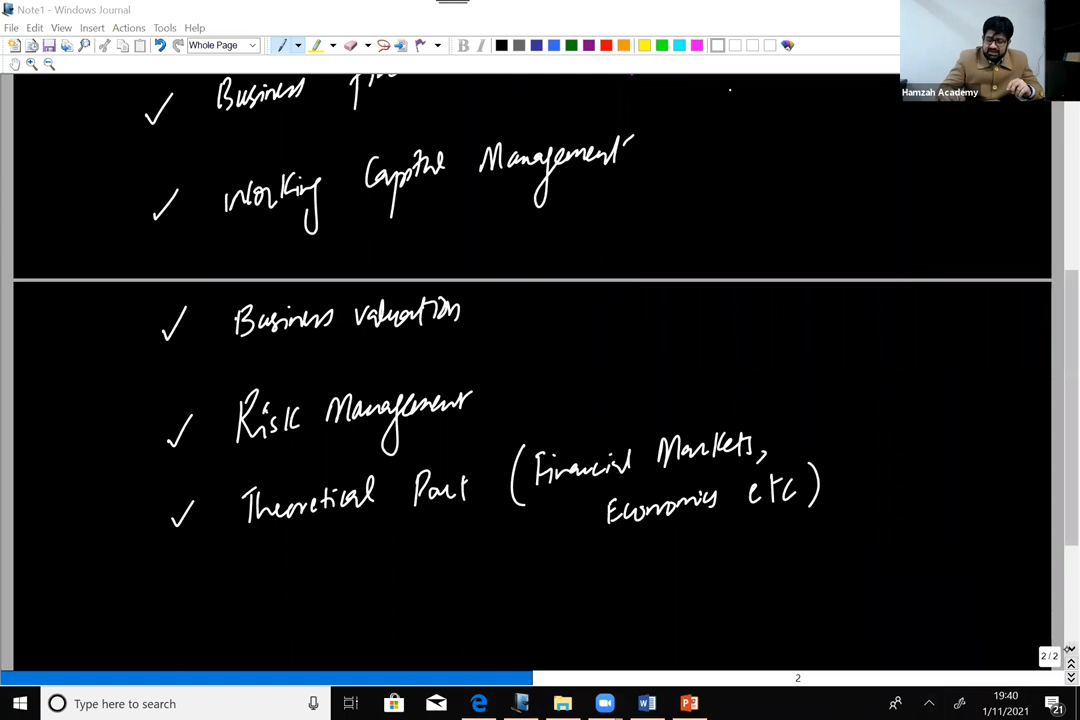 Note1 - Windows Journal
File Edit View Insert Actions Tools Help
Whole Page
B I
Hamzah Academy
Business
Working Capital Management
Business valuation
Risk Management
Theoretical Part (Financial Markets,
Economics etc)
2/2
2
Type here to search
19:40
1/11/2021
21